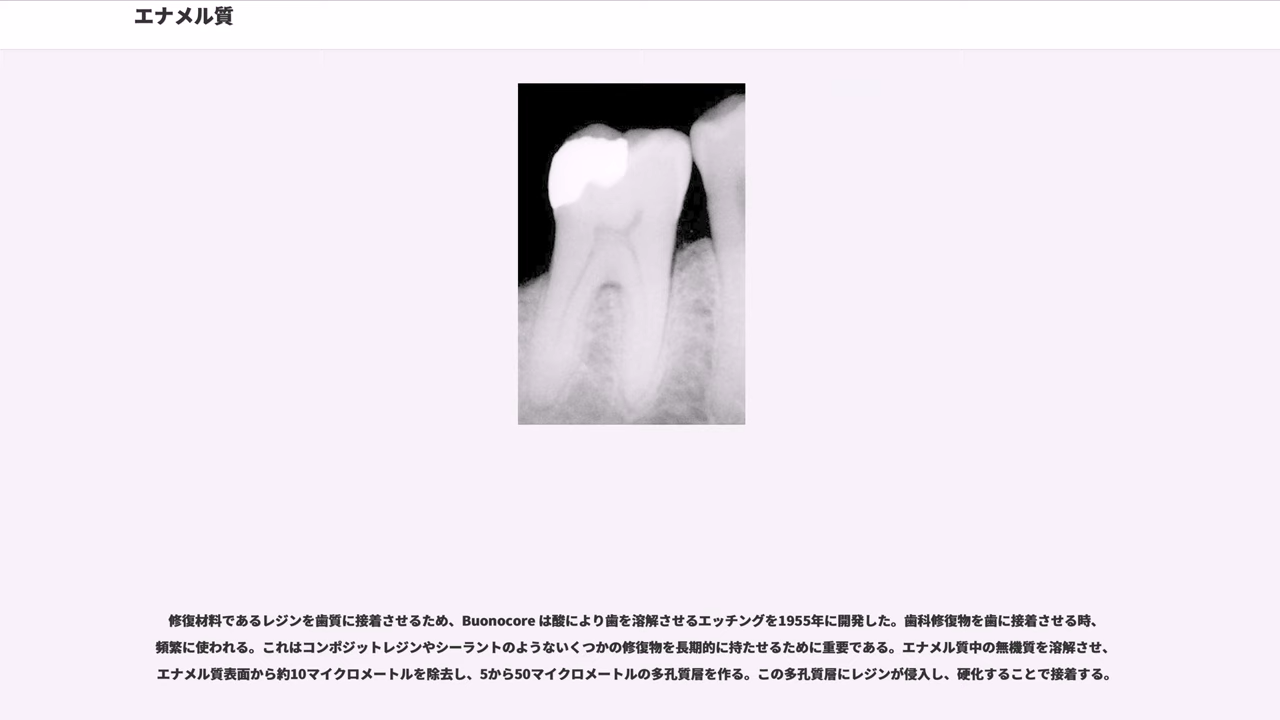 エナメル質
修復材料であるレジンを歯質に接着させるため、Buonocore は酸により歯を溶解させるエッチングを1955年に開発した。歯科修復物を歯に接着させる時、
頻繁に使われる。これはコンポジットレジンやシーラントのようないくつかの修復物を長期的に持たせるために重要である。エナメル質中の無機質を溶解させ、
エナメル質表面から約10マイクロメートルを除去し、5から50マイクロメートルの多孔質層を作る。この多孔質層にレジンが侵入し、硬化することで接着する。